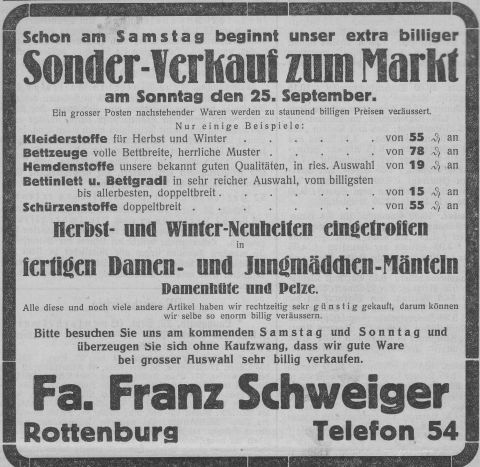 Schon am Samstag beginnt unser extra billiger
Sonder-Verkauf zum Markt
am Sonntag den 25. September.
Ein grosser Posten nachstehender Waren werden zu staunend billigen Preisen veräussert.
Nur einige Beispiele:
Kleiderstoffe für Herbst und Winter . . . . . . von 55 ₰ an
Bettzeuge volle Bettbreite, herrliche Muster . . . . . von 78 ₰ an
Hemdenstoffe unsere bekannt guten Qualitäten, in ries. Auswahl von 19 ₰ an
Bettinlett u. Bettgradl in sehr reicher Auswahl, vom billigsten
bis allerbesten, doppeltbreit . . . . . . von 15 ₰ an
Schürzenstoffe doppeltbreit . . . . . . . von 55 ₰ an
Herbst- und Winter-Neuheiten eingetroffen
in
fertigen Damen- und Jungmädchen-Mänteln
Damenhüte und Pelze.
Alle diese und noch viele andere Artikel haben wir rechtzeitig sekr günstig gekauft, darum können
wir selbe so enorm billig veräussern.
Bitte besuchen Sie uns am kommenden Samstag und Sonntag und
überzeugen Sie sich ohne Kaufzwang, dass wir gute Ware
bei grosser Auswahl sehr billig verkaufen.
Fa. Franz Schweiger
Rottenburg Telefon 54